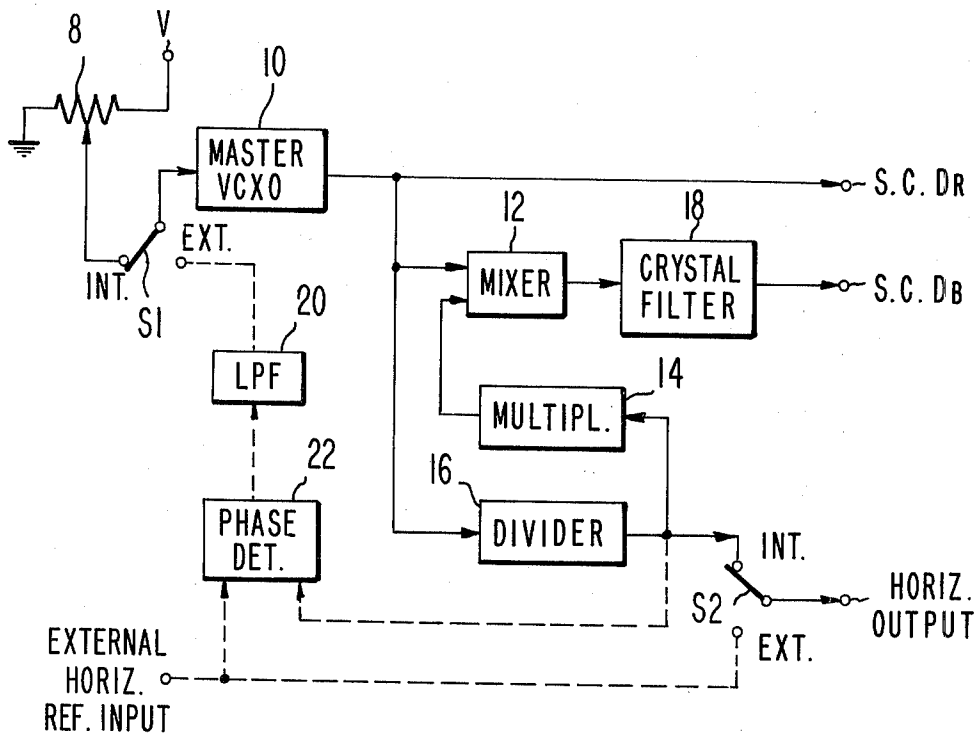 8
V
10
MASTER
VCXO
S.C. DR
12
MIXER
18
CRYSTAL
FILTER
S.C. DB
INT.
EXT.
S1
20
LPF
14
MULTIPL.
22
PHASE
DET.
16
DIVIDER
INT.
S2
EXT.
HORIZ.
OUTPUT
EXTERNAL
HORIZ.
REF. INPUT